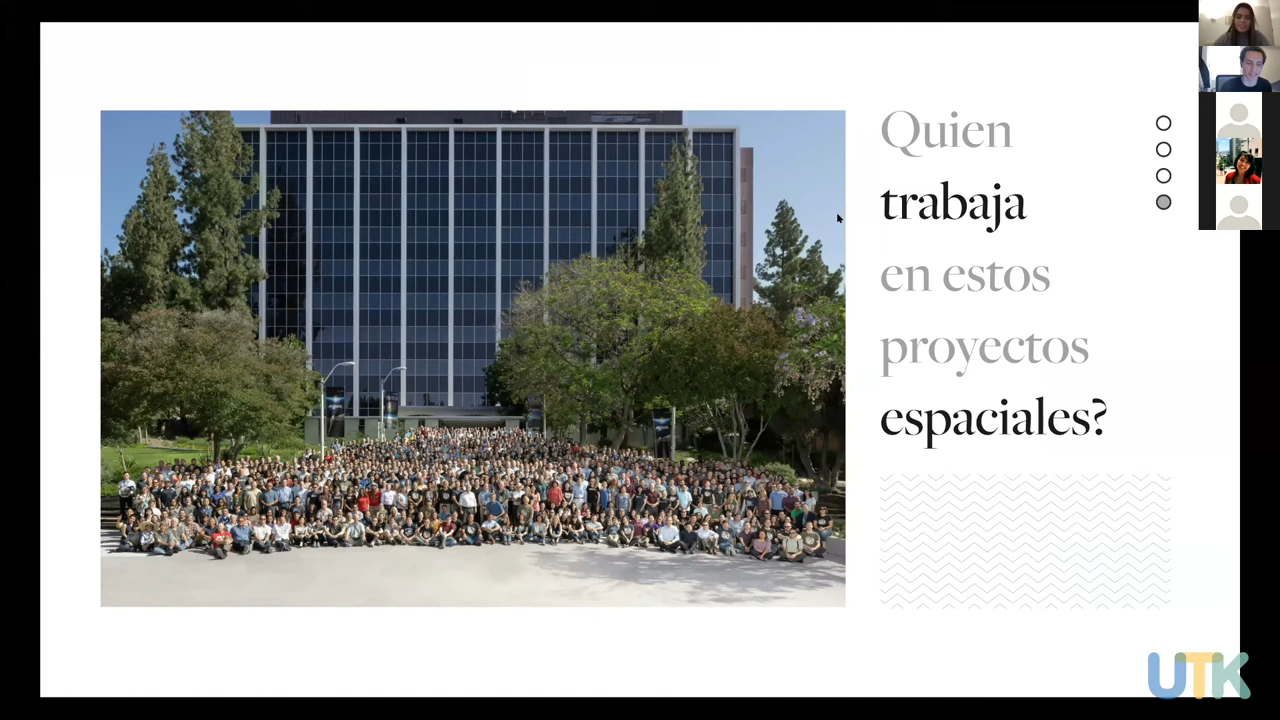 Quien
trabaja
en estos
proyectos
espaciales?
UTK